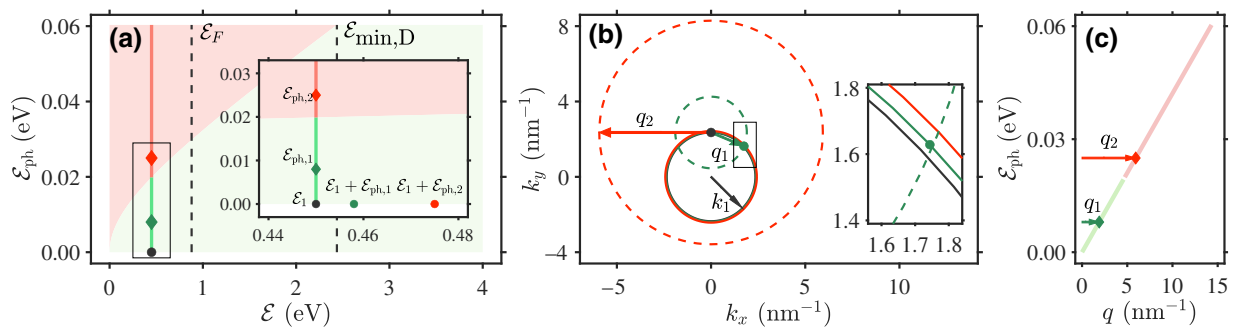 (a)
ℰ_F
ℰ_min,D
ℰ_ph (eV)
0.06
0.04
0.02
0.00
0 1 2 3 4
ℰ (eV)
0.03
0.02
0.01
0.00
ℰ_ph,2
ℰ_ph,1
ℰ_1 ℰ_1 + ℰ_ph,1 ℰ_1 + ℰ_ph,2
0.44 0.46 0.48
(b)
k_y (nm⁻¹)
8
4
0
−4
−5 0 5 10
k_x (nm⁻¹)
q_2
q_1
k_1
1.8
1.6
1.4
1.6 1.7 1.8
(c)
ℰ_ph (eV)
0.06
0.03
0.00
q_2
q_1
0 5 10 15
q (nm⁻¹)